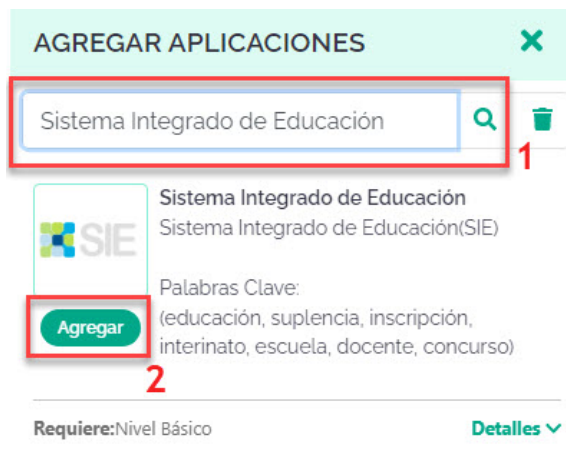 AGREGAR APLICACIONES
Sistema Integrado de Educación
1
Sistema Integrado de Educación
SIE
Sistema Integrado de Educación(SIE)
Palabras Clave:
Agregar
(educación, suplencia, inscripción,
interinato, escuela, docente, concurso)
2
Requiere:Nivel Básico
Detalles